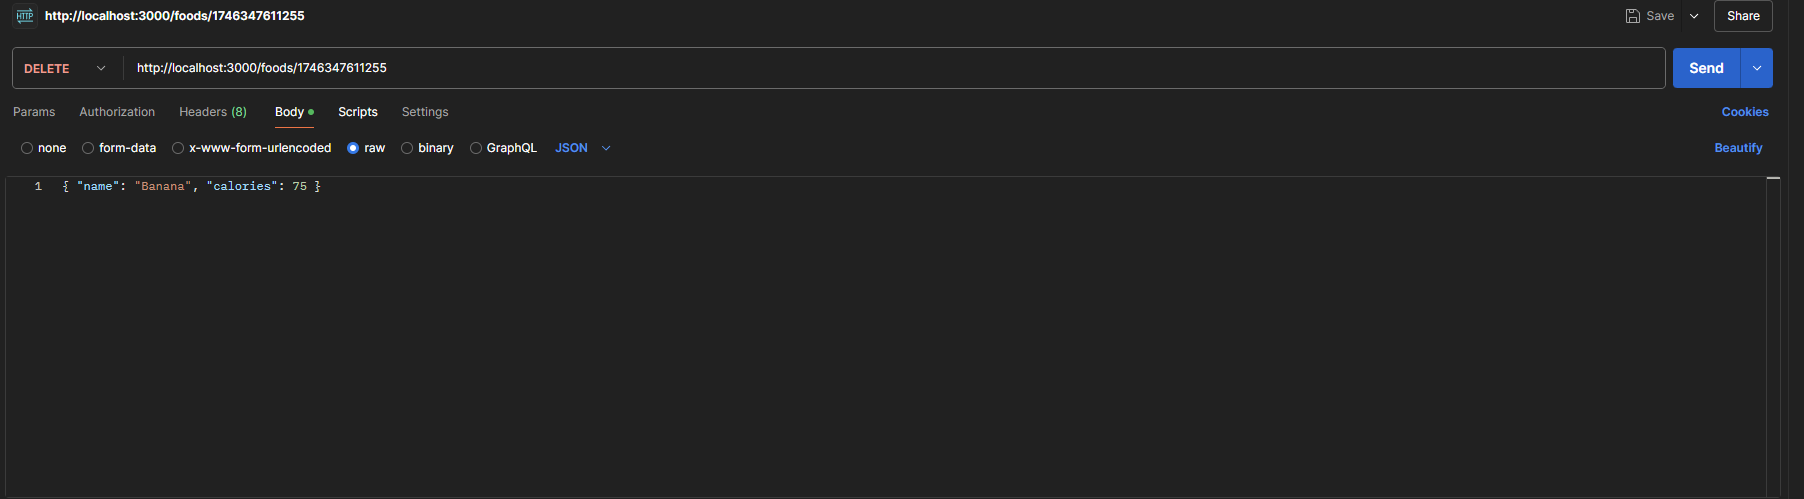 HTTP http://localhost:3000/foods/1746347611255 Save Share
DELETE http://localhost:3000/foods/1746347611255 Send
Params Authorization Headers (8) Body Scripts Settings Cookies
none form-data x-www-form-urlencoded raw binary GraphQL JSON Beautify
1 { "name": "Banana", "calories": 75 }